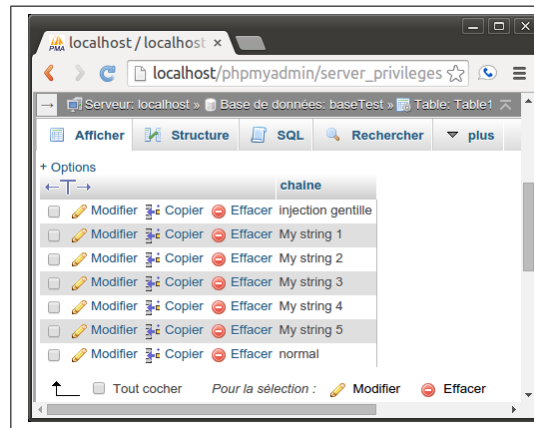 PMA localhost / localhost ×
localhost/phpmyadmin/server_privileges
Serveur: localhost » Base de données: baseTest » Table: Table1
Afficher Structure SQL Rechercher plus
+ Options
←T→ chaine
Modifier Copier Effacer injection gentille
Modifier Copier Effacer My string 1
Modifier Copier Effacer My string 2
Modifier Copier Effacer My string 3
Modifier Copier Effacer My string 4
Modifier Copier Effacer My string 5
Modifier Copier Effacer normal
Tout cocher Pour la sélection : Modifier Effacer